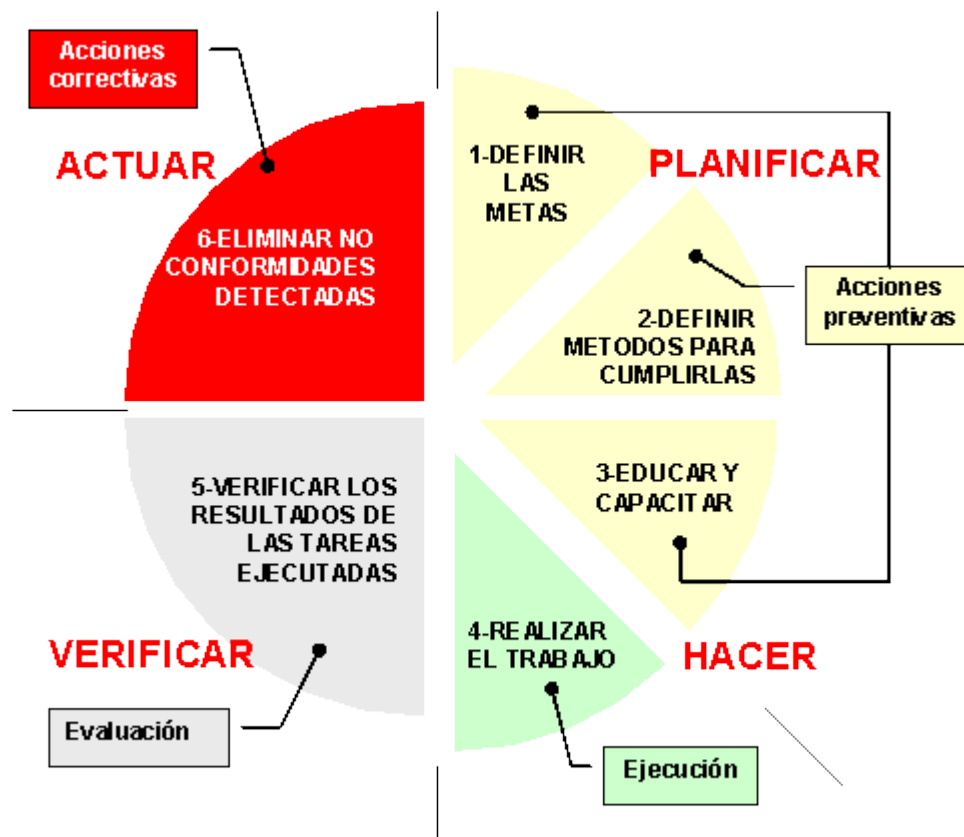 Acciones
correctivas
ACTUAR
6-ELIMINAR NO
CONFORMIDADES
DETECTADAS
1-DEFINIR
LAS
METAS
PLANIFICAR
2-DEFINIR
METODOS PARA
CUMPLIRLAS
Acciones
preventivas
3-EDUCAR Y
CAPACITAR
HACER
4-REALIZAR
EL TRABAJO
Ejecución
5-VERIFICAR LOS
RESULTADOS DE
LAS TAREAS
EJECUTADAS
VERIFICAR
Evaluación